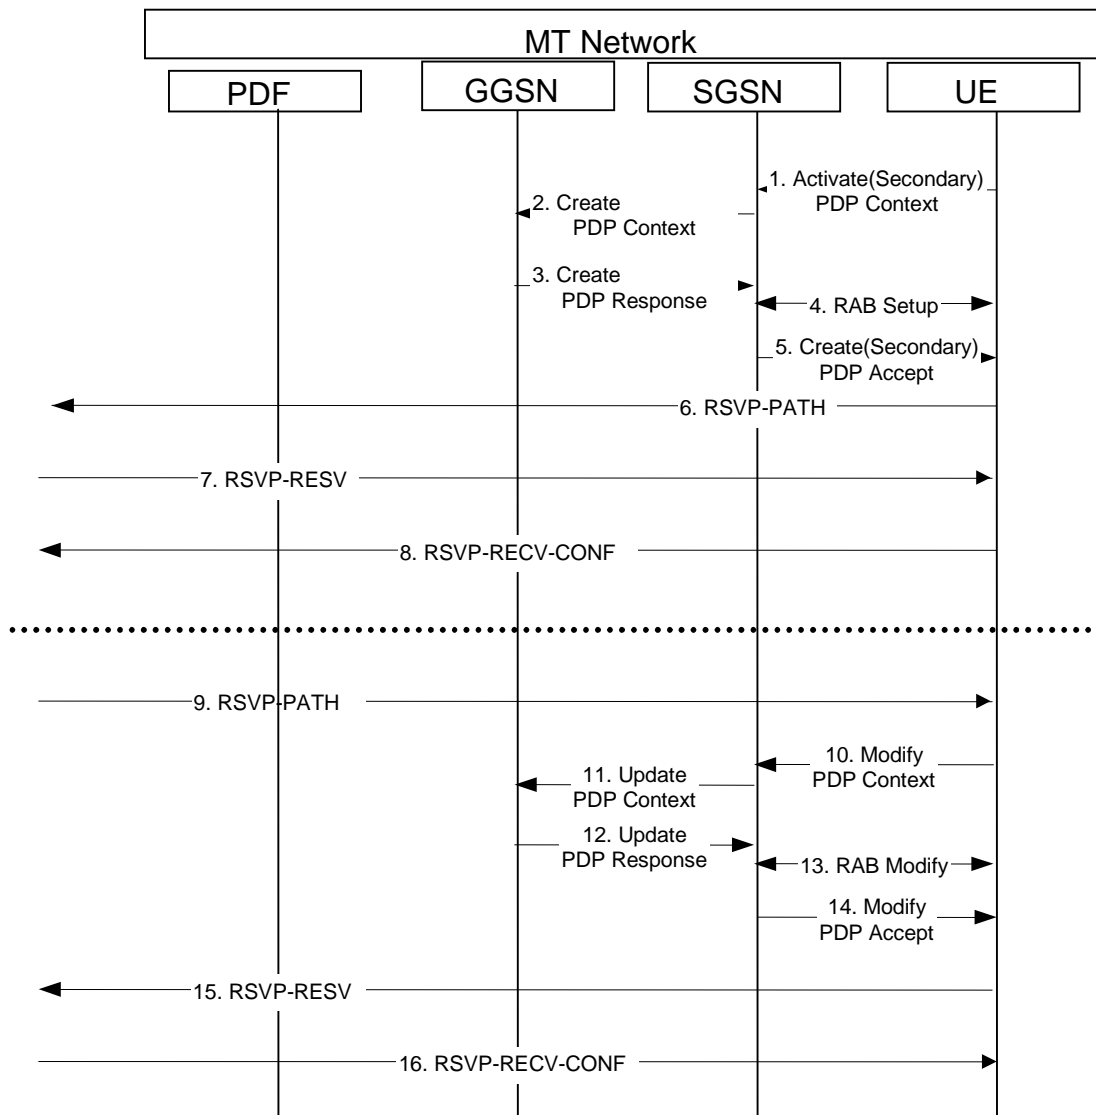 MT Network
PDF
GGSN
SGSN
UE
1. Activate(Secondary)
PDP Context
2. Create
PDP Context
3. Create
PDP Response
4. RAB Setup
5. Create(Secondary)
PDP Accept
6. RSVP-PATH
7. RSVP-RESV
8. RSVP-RECV-CONF
9. RSVP-PATH
10. Modify
PDP Context
11. Update
PDP Context
12. Update
PDP Response
13. RAB Modify
14. Modify
PDP Accept
15. RSVP-RESV
16. RSVP-RECV-CONF